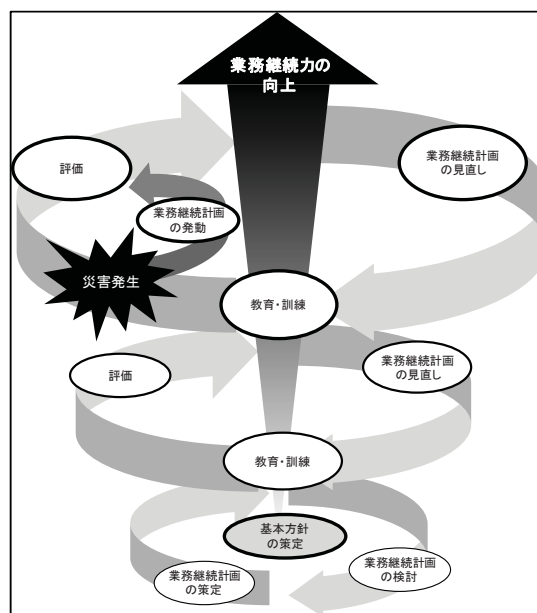 業務継続力の
向上
評価
業務継続計画
の見直し
業務継続計画
の発動
災害発生
教育・訓練
評価
業務継続計画
の見直し
教育・訓練
基本方針
の策定
業務継続計画
の策定
業務継続計画
の検討